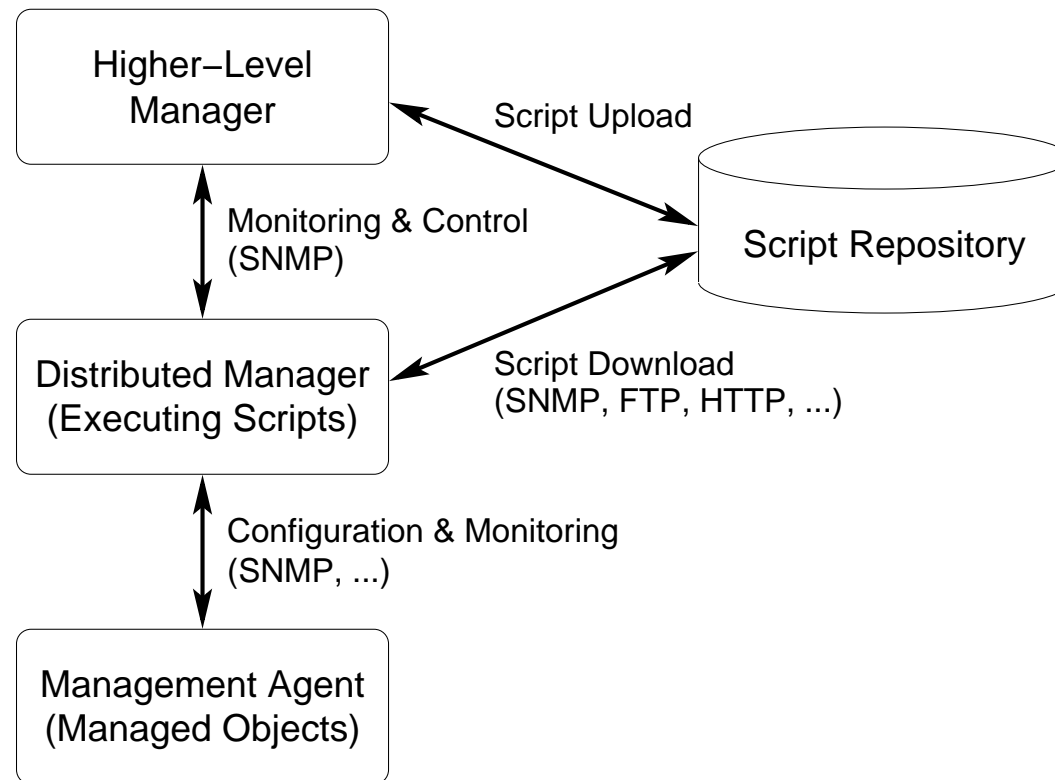 Higher−Level
Manager
Script Upload
Monitoring & Control
(SNMP)
Script Repository
Distributed Manager
(Executing Scripts)
Script Download
(SNMP, FTP, HTTP, ...)
Configuration & Monitoring
(SNMP, ...)
Management Agent
(Managed Objects)